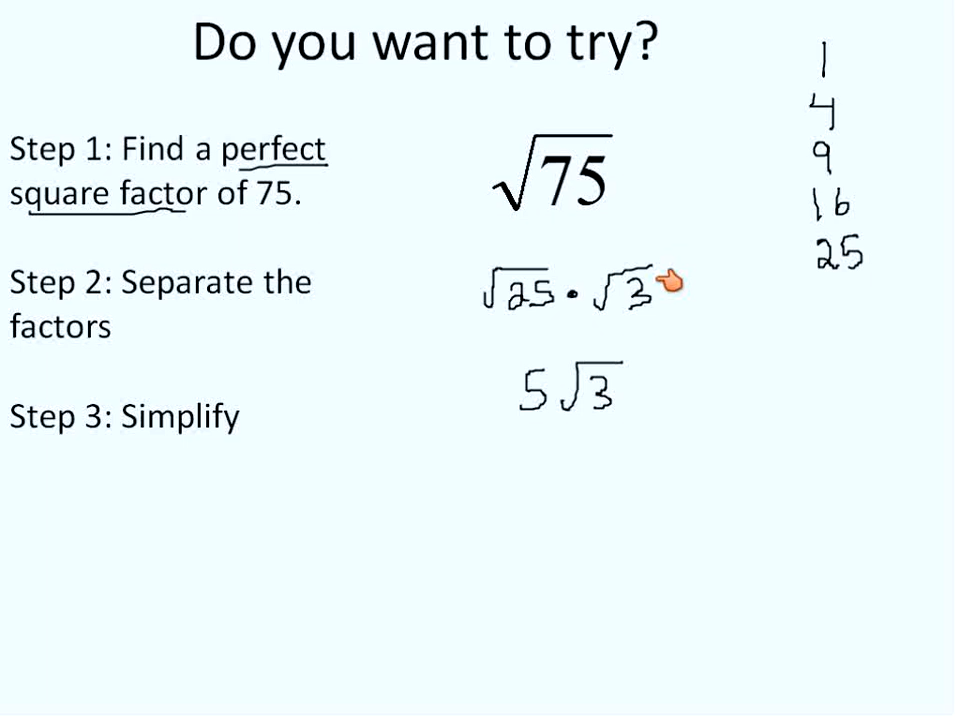 Do you want to try?
Step 1: Find a perfect
square factor of 75.
√75
Step 2: Separate the
factors
√25 · √3
Step 3: Simplify
5√3
1
4
9
16
25